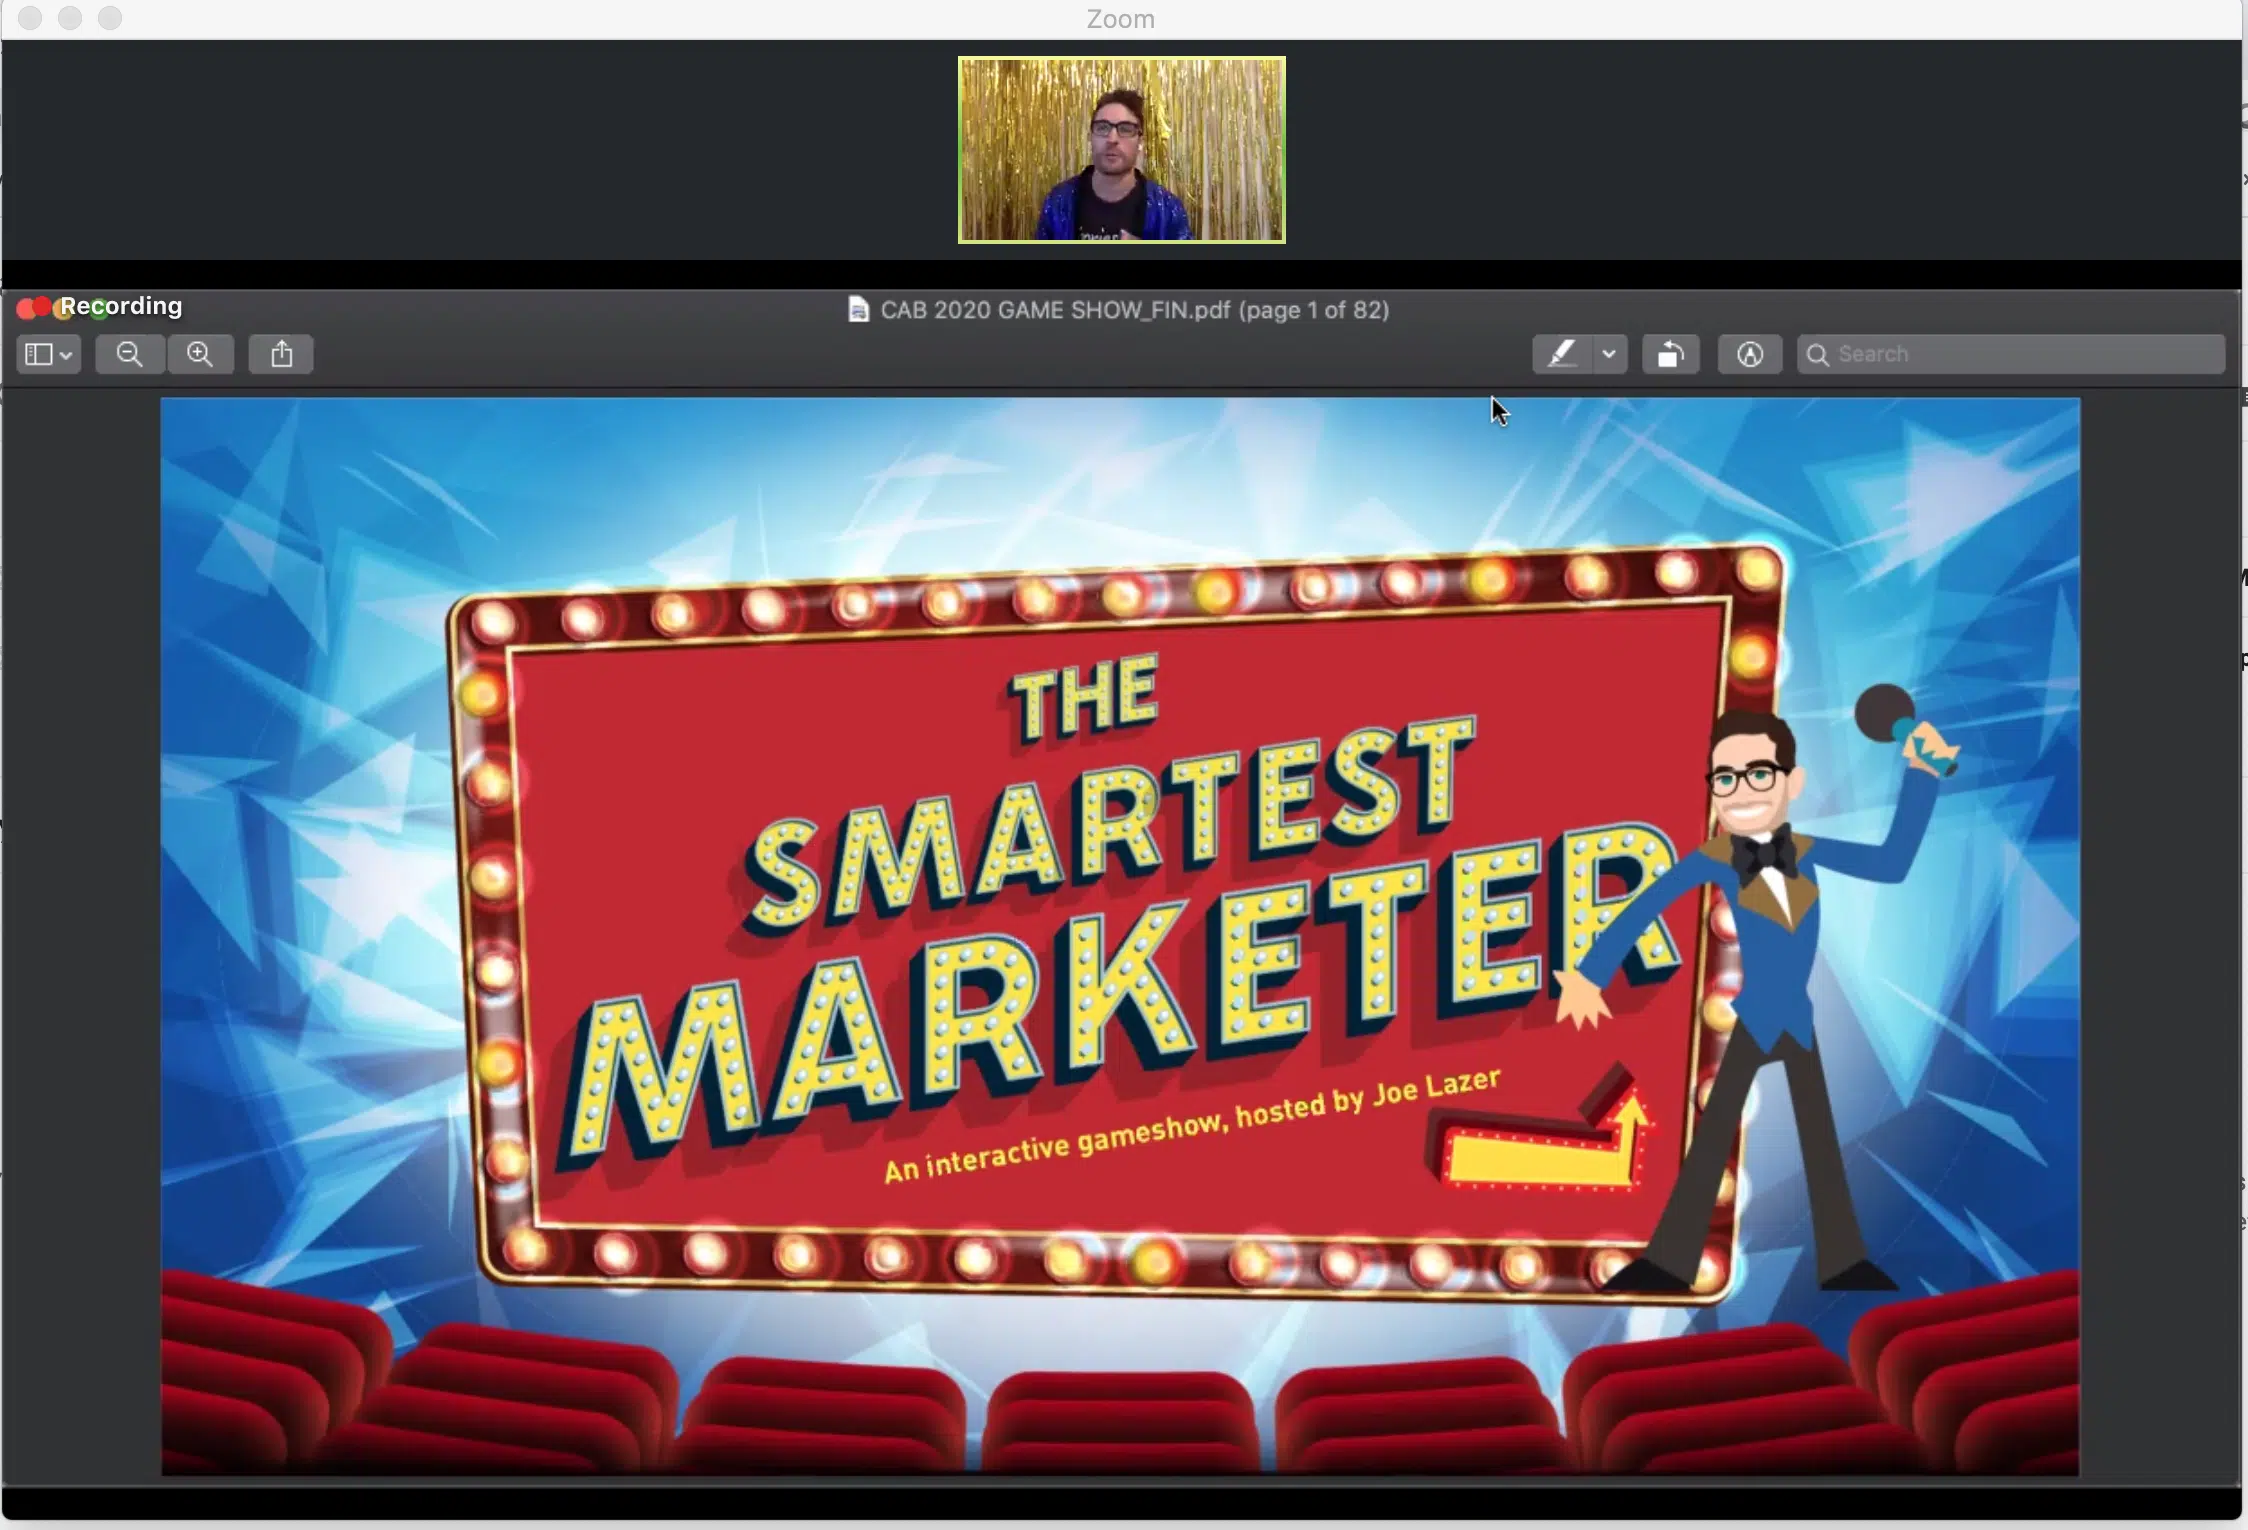 Zoom
Recording
CAB 2020 GAME SHOW_FIN.pdf (page 1 of 82)
Search
THE
SMARTEST
MARKETER
An interactive gameshow, hosted by Joe Lazer